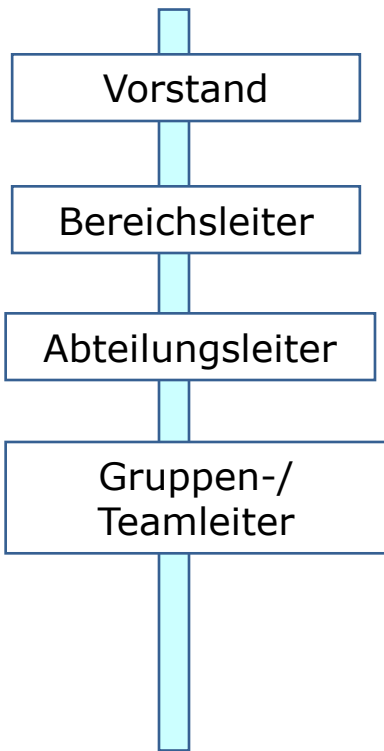 Vorstand
Bereichsleiter
Abteilungsleiter
Gruppen-/
Teamleiter